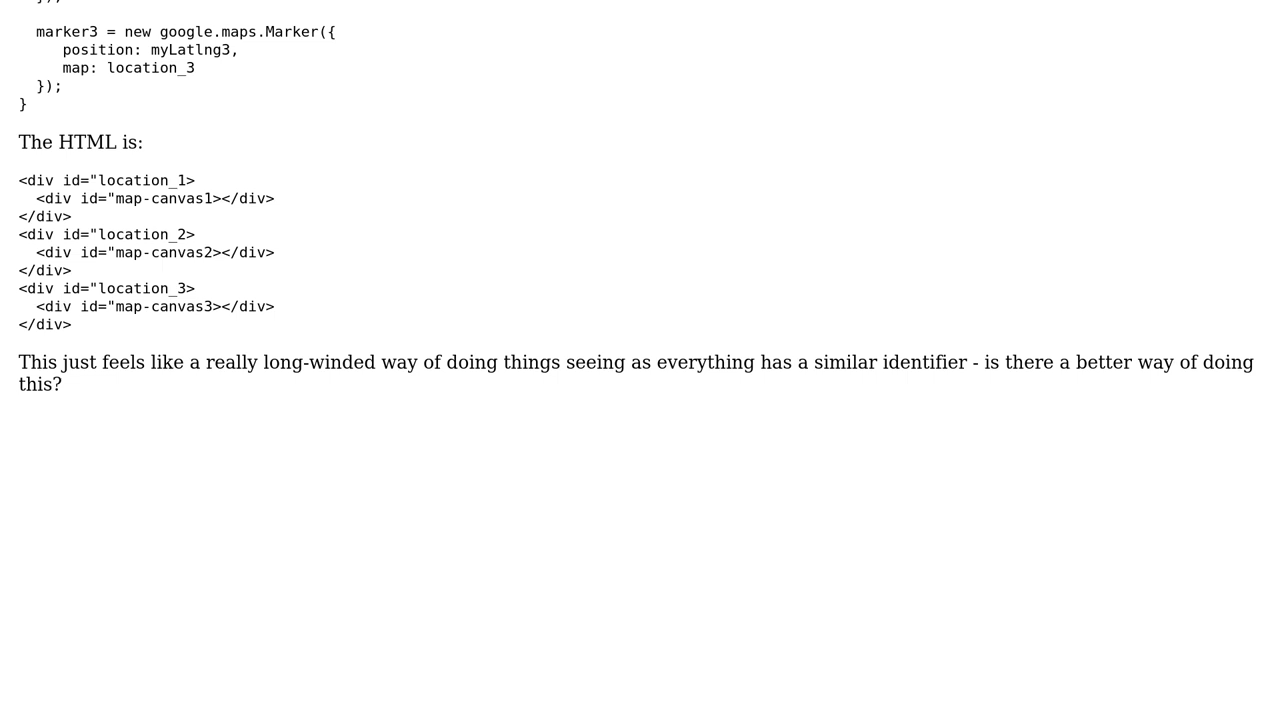 });
marker3 = new google.maps.Marker({
position: myLatlng3,
map: location_3
});
}
The HTML is:
<div id="location_1>
<div id="map-canvas1></div>
</div>
<div id="location_2>
<div id="map-canvas2></div>
</div>
<div id="location_3>
<div id="map-canvas3></div>
</div>
This just feels like a really long-winded way of doing things seeing as everything has a similar identifier - is there a better way of doing
this?